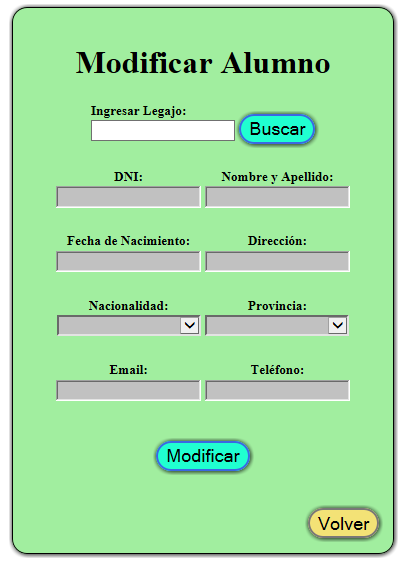 Modificar Alumno
Ingresar Legajo:
Buscar
DNI: Nombre y Apellido:
Fecha de Nacimiento: Dirección:
Nacionalidad: Provincia:
Email: Teléfono:
Modificar
Volver